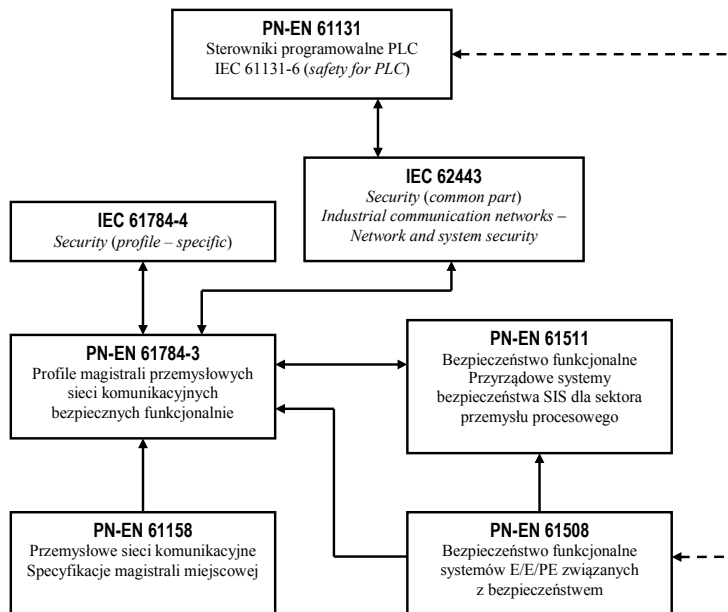 PN-EN 61131
Sterowniki programowalne PLC
IEC 61131-6 (safety for PLC)
IEC 62443
Security (common part)
Industrial communication networks –
Network and system security
IEC 61784-4
Security (profile – specific)
PN-EN 61784-3
Profile magistrali przemysłowych
sieci komunikacyjnych
bezpiecznych funkcjonalnie
PN-EN 61511
Bezpieczeństwo funkcjonalne
Przyrządowe systemy
bezpieczeństwa SIS dla sektora
przemysłu procesowego
PN-EN 61158
Przemysłowe sieci komunikacyjne
Specyfikacje magistrali miejscowej
PN-EN 61508
Bezpieczeństwo funkcjonalne
systemów E/E/PE związanych
z bezpieczeństwem